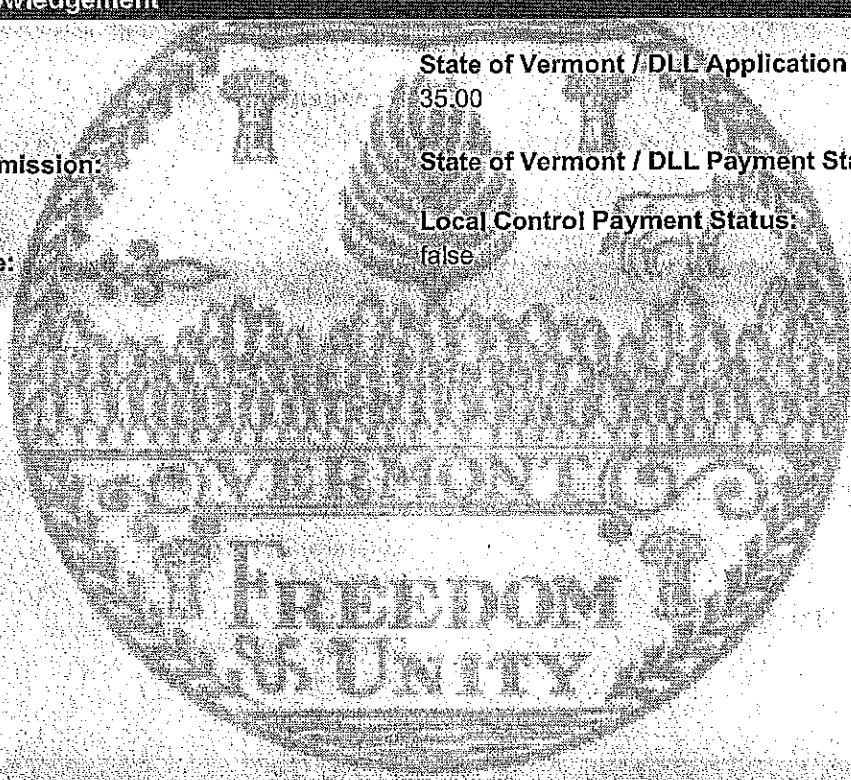 owledgement
State of Vermont / DLL Application
35.00
mission:
State of Vermont / DLL Payment Sta
Local Control Payment Status:
e:
false
VERMONT
FREEDOM
& UNITY